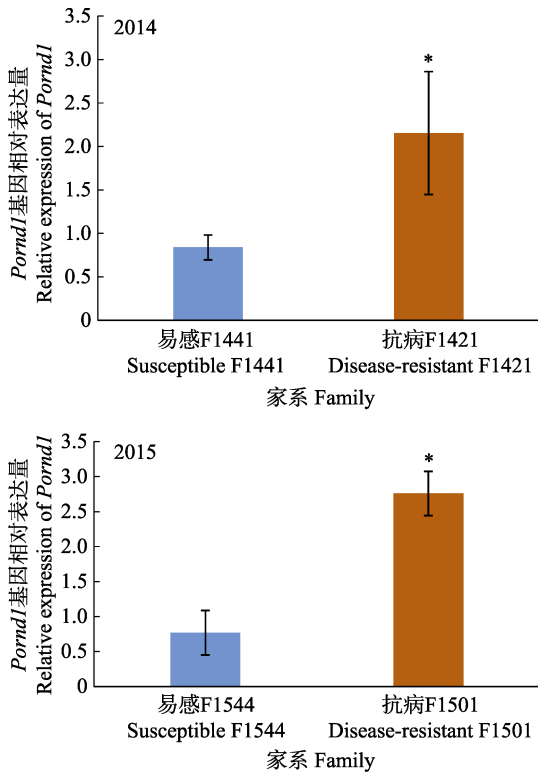 2014
Pornd1基因相对表达量
Relative expression of Pornd1
3.5
3.0
2.5
2.0
1.5
1.0
0.5
0
*
易感F1441
Susceptible F1441
抗病F1421
Disease-resistant F1421
家系 Family
2015
Pornd1基因相对表达量
Relative expression of Pornd1
3.5
3.0
2.5
2.0
1.5
1.0
0.5
0
*
易感F1544
Susceptible F1544
抗病F1501
Disease-resistant F1501
家系 Family